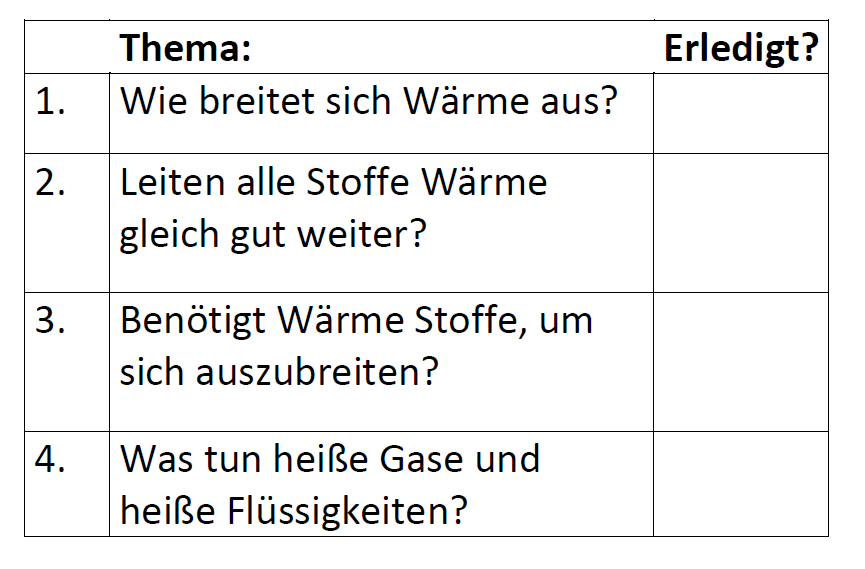 Thema: Erledigt?
1. Wie breitet sich Wärme aus?
2. Leiten alle Stoffe Wärme
gleich gut weiter?
3. Benötigt Wärme Stoffe, um
sich auszubreiten?
4. Was tun heiße Gase und
heiße Flüssigkeiten?